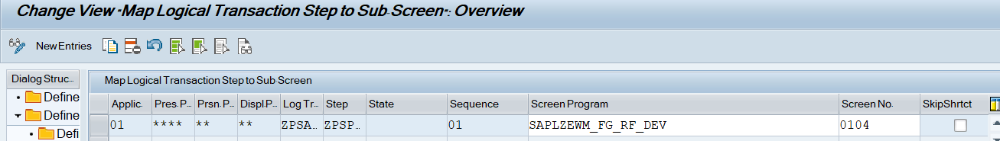 Change View "Map Logical Transaction Step to Sub-Screen": Overview
New Entries
Dialog Struc...
Map Logical Transaction Step to Sub-Screen
Define
Applic. Pres. P... Prsn. P... Displ.P... Log Tr... Step State Sequence Screen Program Screen No. SkipShrtct
Define
01 **** ** ** ZPSA... ZPSP... 01 SAPLZEWM_FG_RF_DEV 0104
Defi